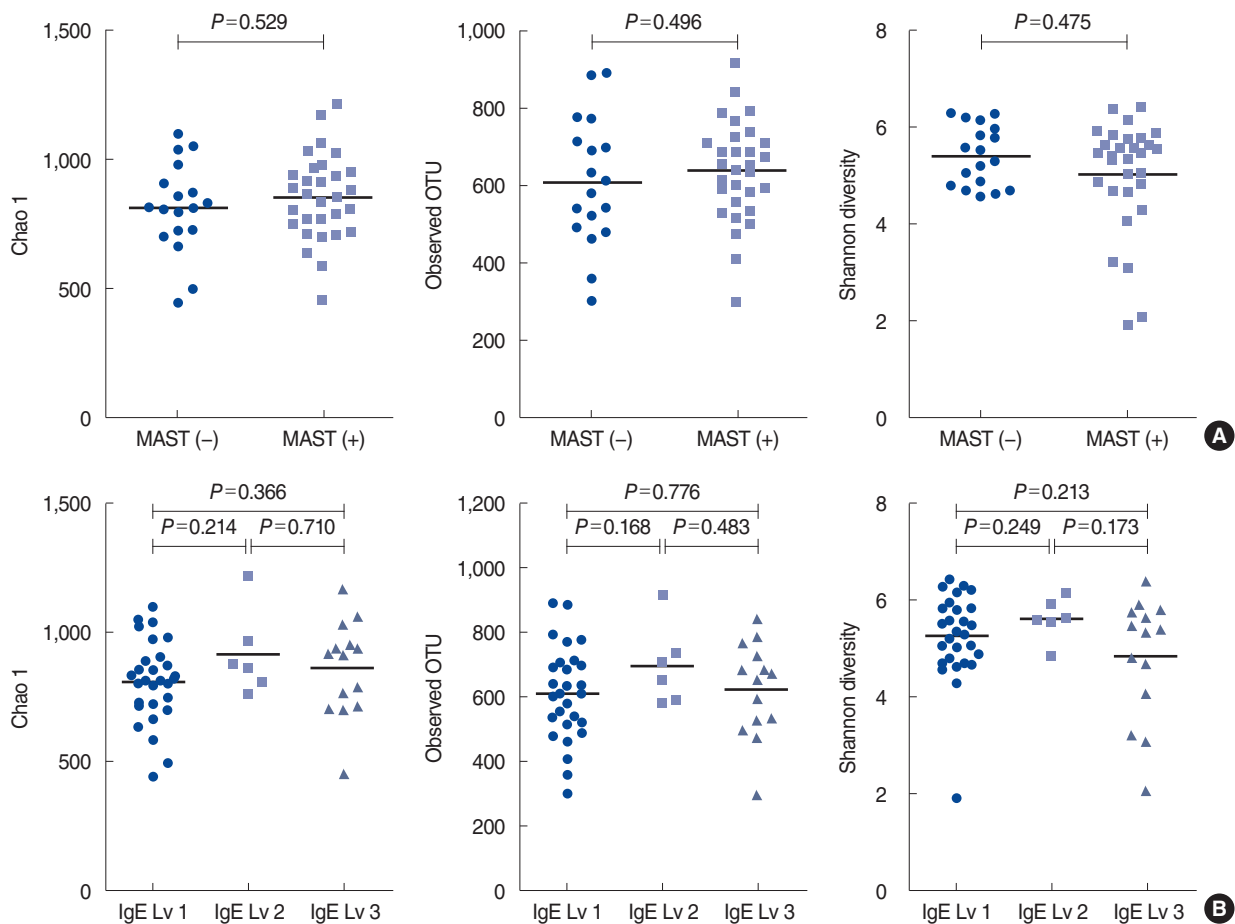 P=0.529
1,500
1,000
500
0
Chao 1
MAST (–)
MAST (+)
P=0.496
1,000
800
600
400
200
0
Observed OTU
MAST (–)
MAST (+)
P=0.475
8
6
4
2
0
Shannon diversity
MAST (–)
MAST (+)
A
P=0.366
P=0.214
P=0.710
1,500
1,000
500
0
Chao 1
IgE Lv 1
IgE Lv 2
IgE Lv 3
P=0.776
P=0.168
P=0.483
1,200
1,000
800
600
400
200
0
Observed OTU
IgE Lv 1
IgE Lv 2
IgE Lv 3
P=0.213
P=0.249
P=0.173
8
6
4
2
0
Shannon diversity
IgE Lv 1
IgE Lv 2
IgE Lv 3
B